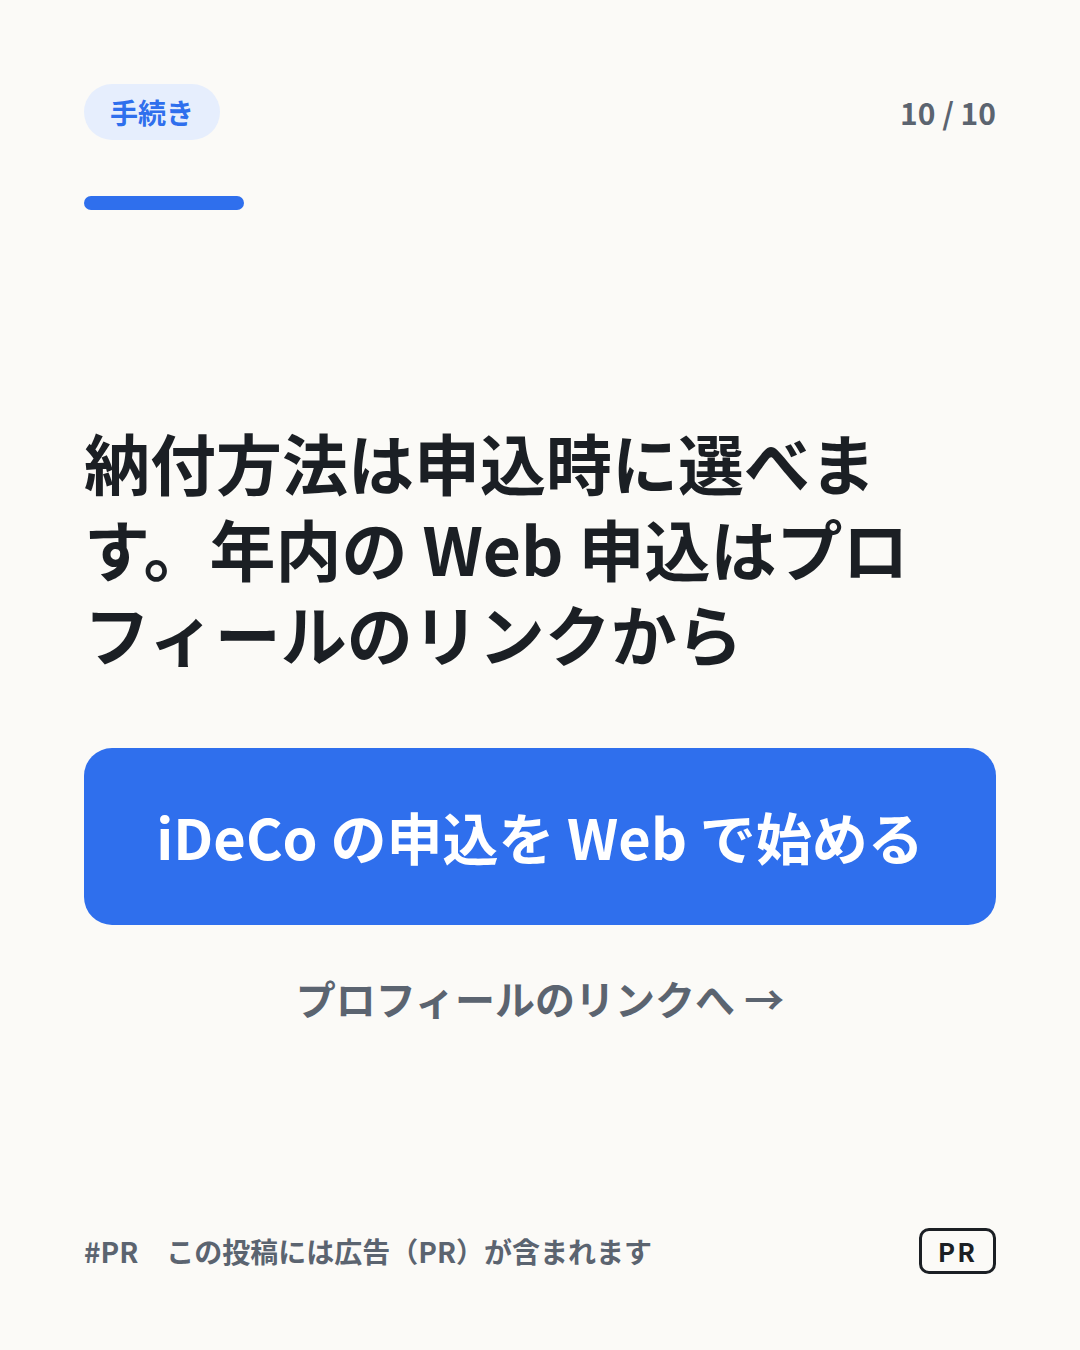 手続き
10 / 10
納付方法は申込時に選べま
す。年内の Web 申込はプロ
フィールのリンクから
iDeCo の申込を Web で始める
プロフィールのリンクへ →
#PR　この投稿には広告（PR）が含まれます
PR